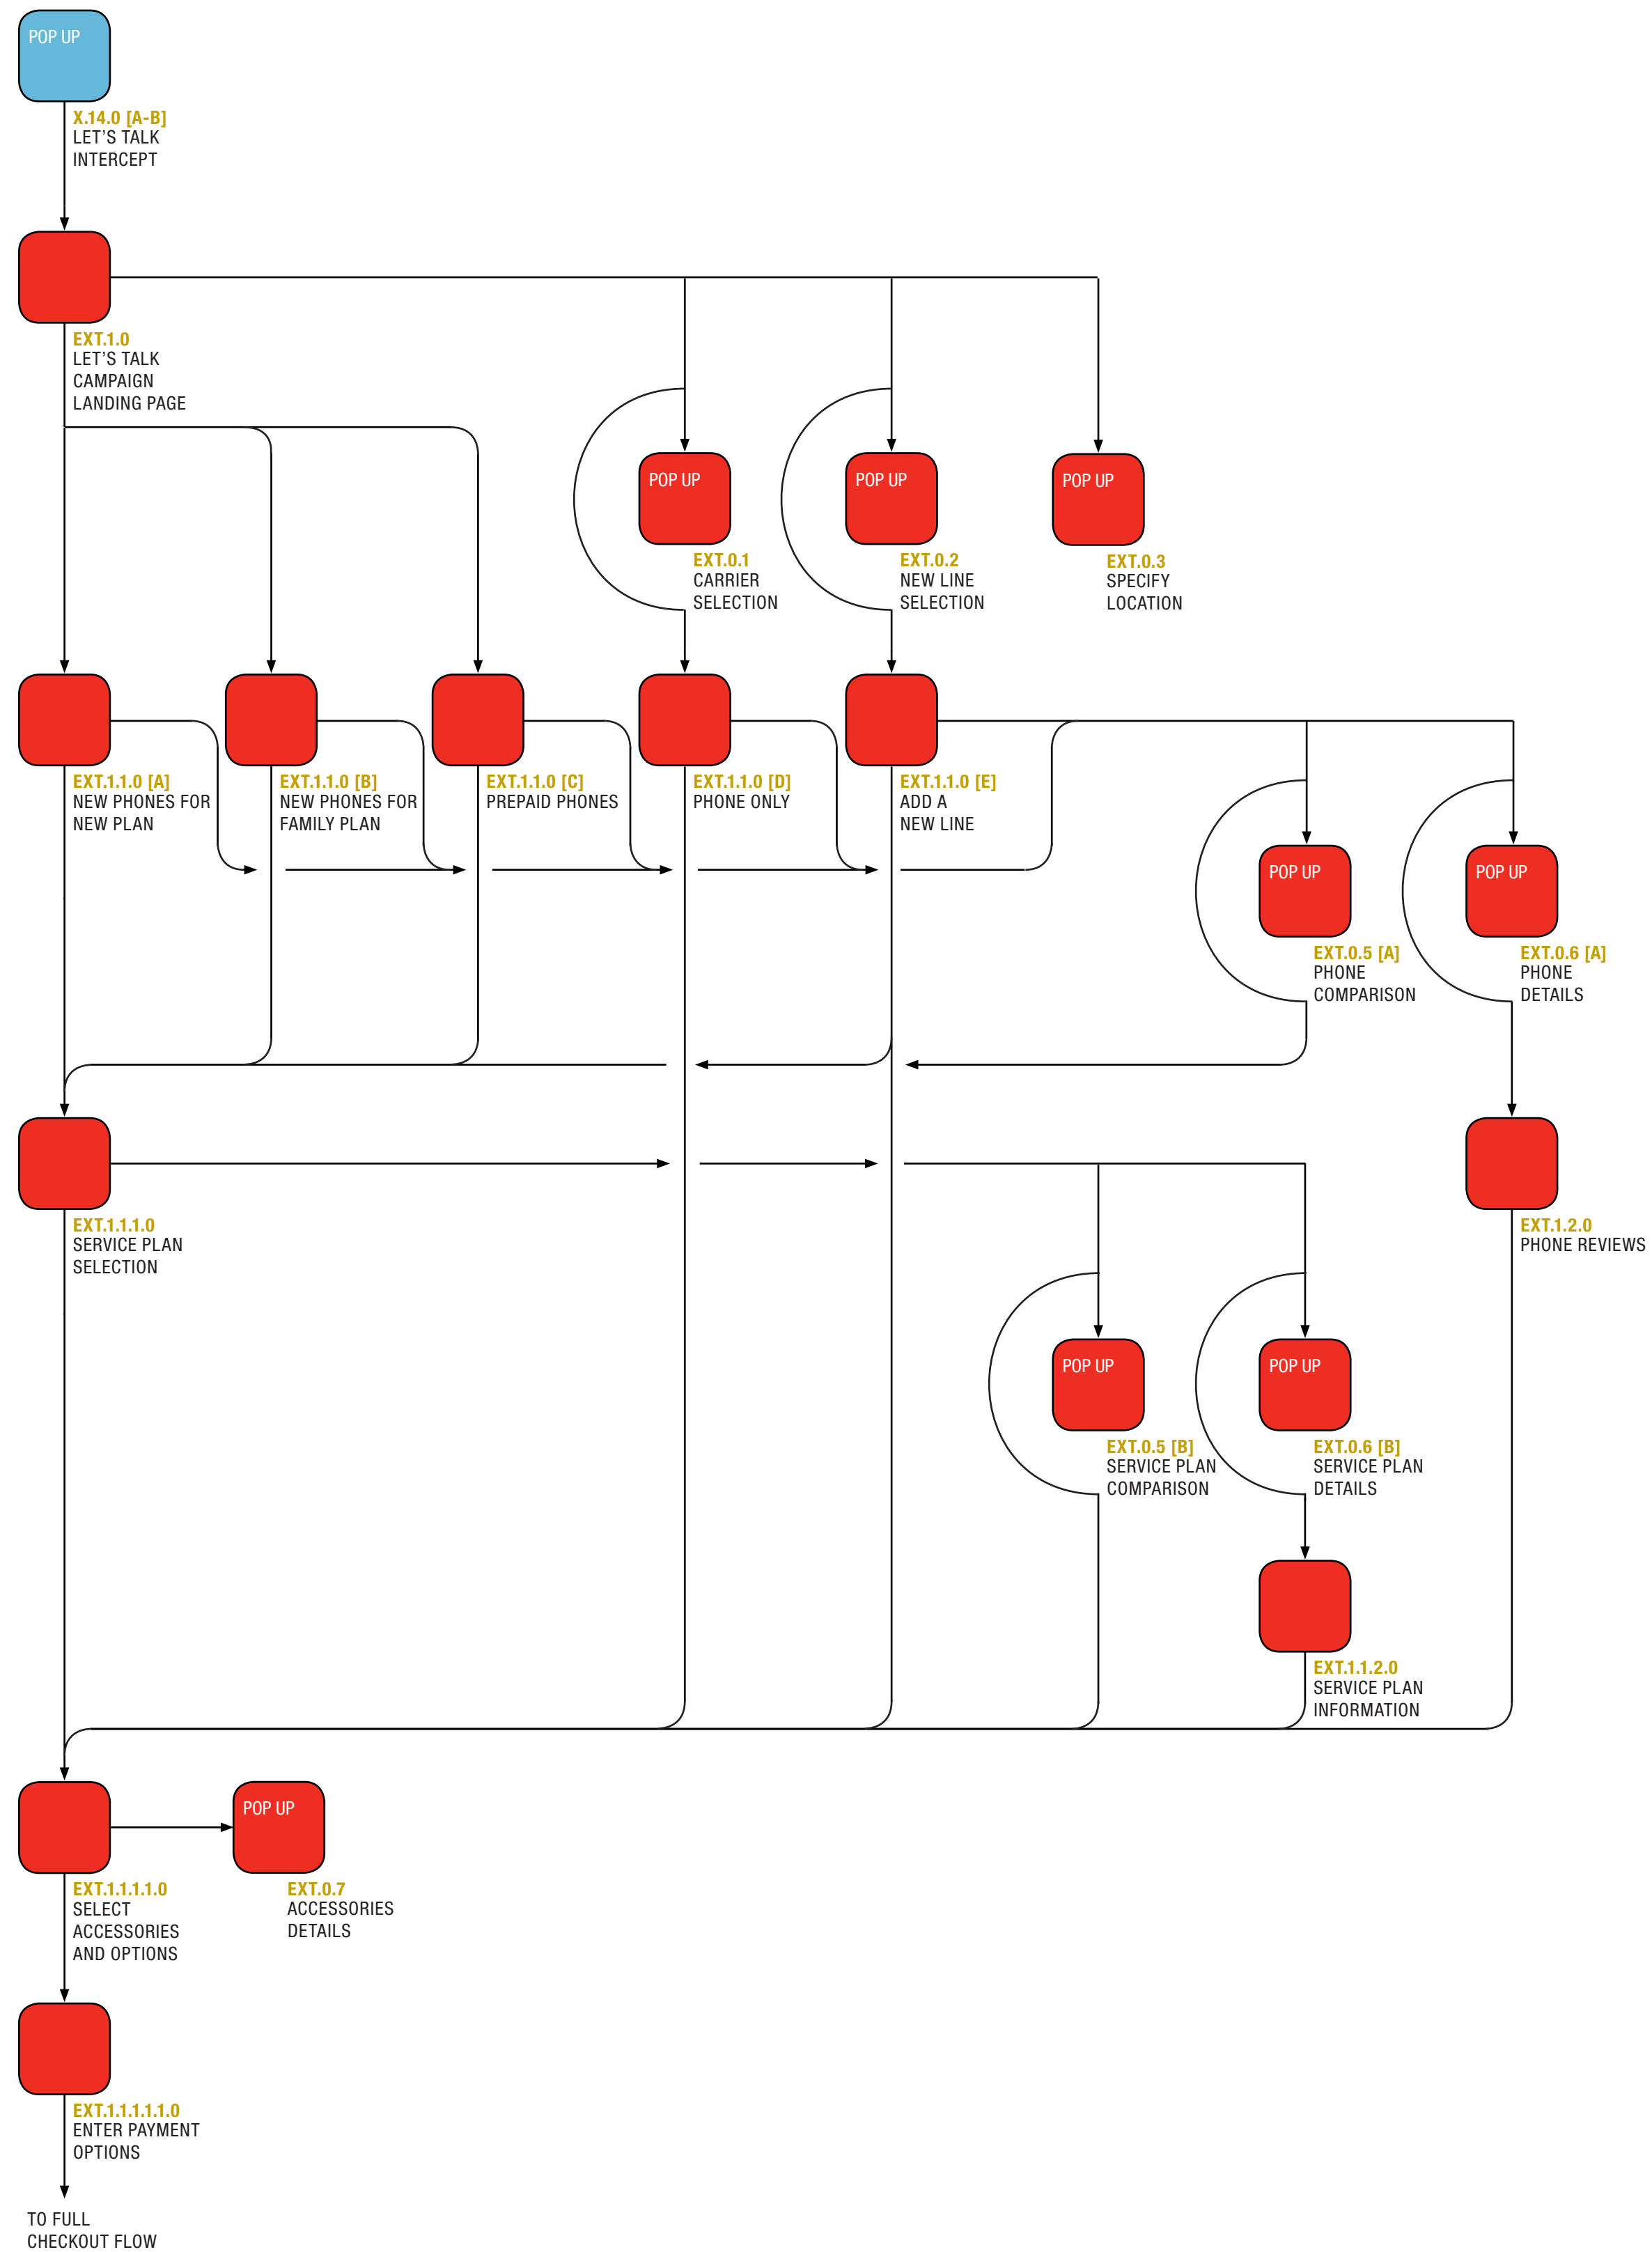 POP UP
X.14.0 [A-B]
LET'S TALK
INTERCEPT
EXT.1.0
LET'S TALK
CAMPAIGN
LANDING PAGE
POP UP
EXT.0.1
CARRIER
SELECTION
POP UP
EXT.0.2
NEW LINE
SELECTION
POP UP
EXT.0.3
SPECIFY
LOCATION
EXT.1.1.0 [A]
NEW PHONES FOR
NEW PLAN
EXT.1.1.0 [B]
NEW PHONES FOR
FAMILY PLAN
EXT.1.1.0 [C]
PREPAID PHONES
EXT.1.1.0 [D]
PHONE ONLY
EXT.1.1.0 [E]
ADD A
NEW LINE
POP UP
EXT.0.5 [A]
PHONE
COMPARISON
POP UP
EXT.0.6 [A]
PHONE
DETAILS
EXT.1.1.1.0
SERVICE PLAN
SELECTION
EXT.1.2.0
PHONE REVIEWS
POP UP
EXT.0.5 [B]
SERVICE PLAN
COMPARISON
POP UP
EXT.0.6 [B]
SERVICE PLAN
DETAILS
EXT.1.1.2.0
SERVICE PLAN
INFORMATION
EXT.1.1.1.1.0
SELECT
ACCESSORIES
AND OPTIONS
POP UP
EXT.0.7
ACCESSORIES
DETAILS
EXT.1.1.1.1.1.0
ENTER PAYMENT
OPTIONS
TO FULL
CHECKOUT FLOW